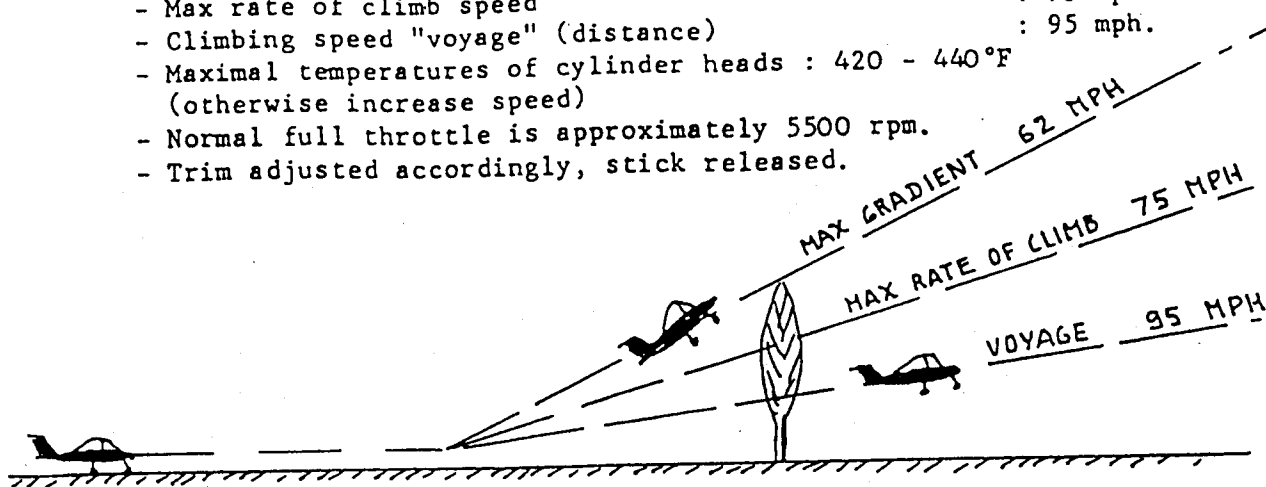 - Max rate of climb speed
- Climbing speed "voyage" (distance) : 95 mph.
- Maximal temperatures of cylinder heads : 420 - 440°F
(otherwise increase speed)
- Normal full throttle is approximately 5500 rpm.
- Trim adjusted accordingly, stick released.
MAX GRADIENT 62 MPH
MAX RATE OF CLIMB 75 MPH
VOYAGE 95 MPH